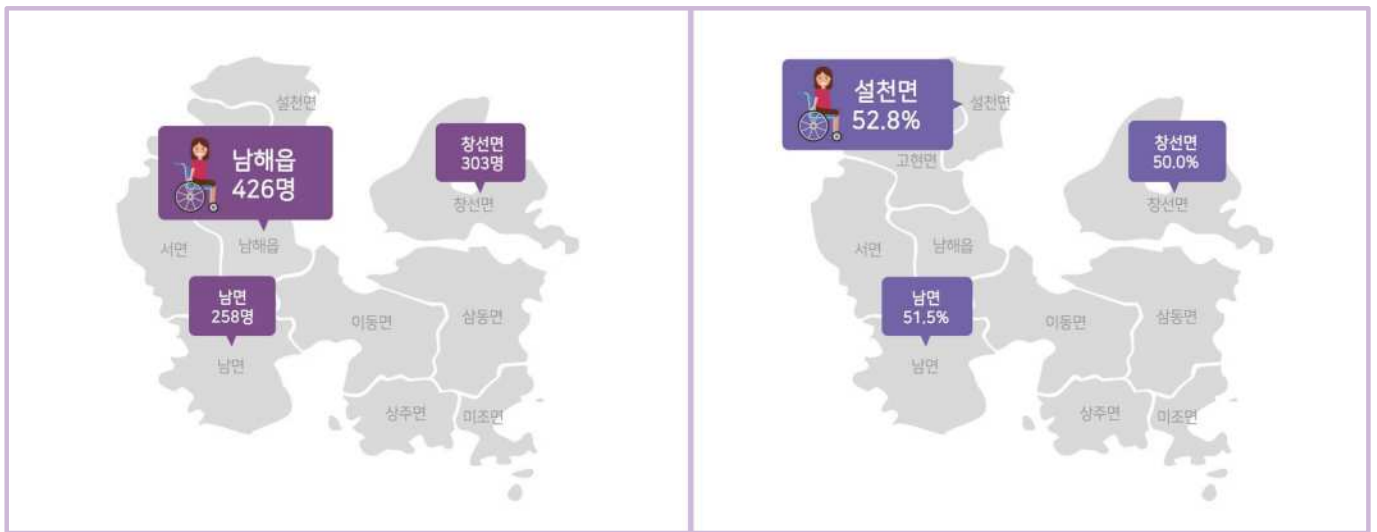 설천면
남해읍
426명
창선면
303명
창선면
서면
남해읍
남면
258명
이동면
삼동면
남면
상주면
미조면
설천면
52.8%
설천면
고현면
창선면
50.0%
창선면
서면
남해읍
남면
51.5%
이동면
삼동면
남면
상주면
미조면